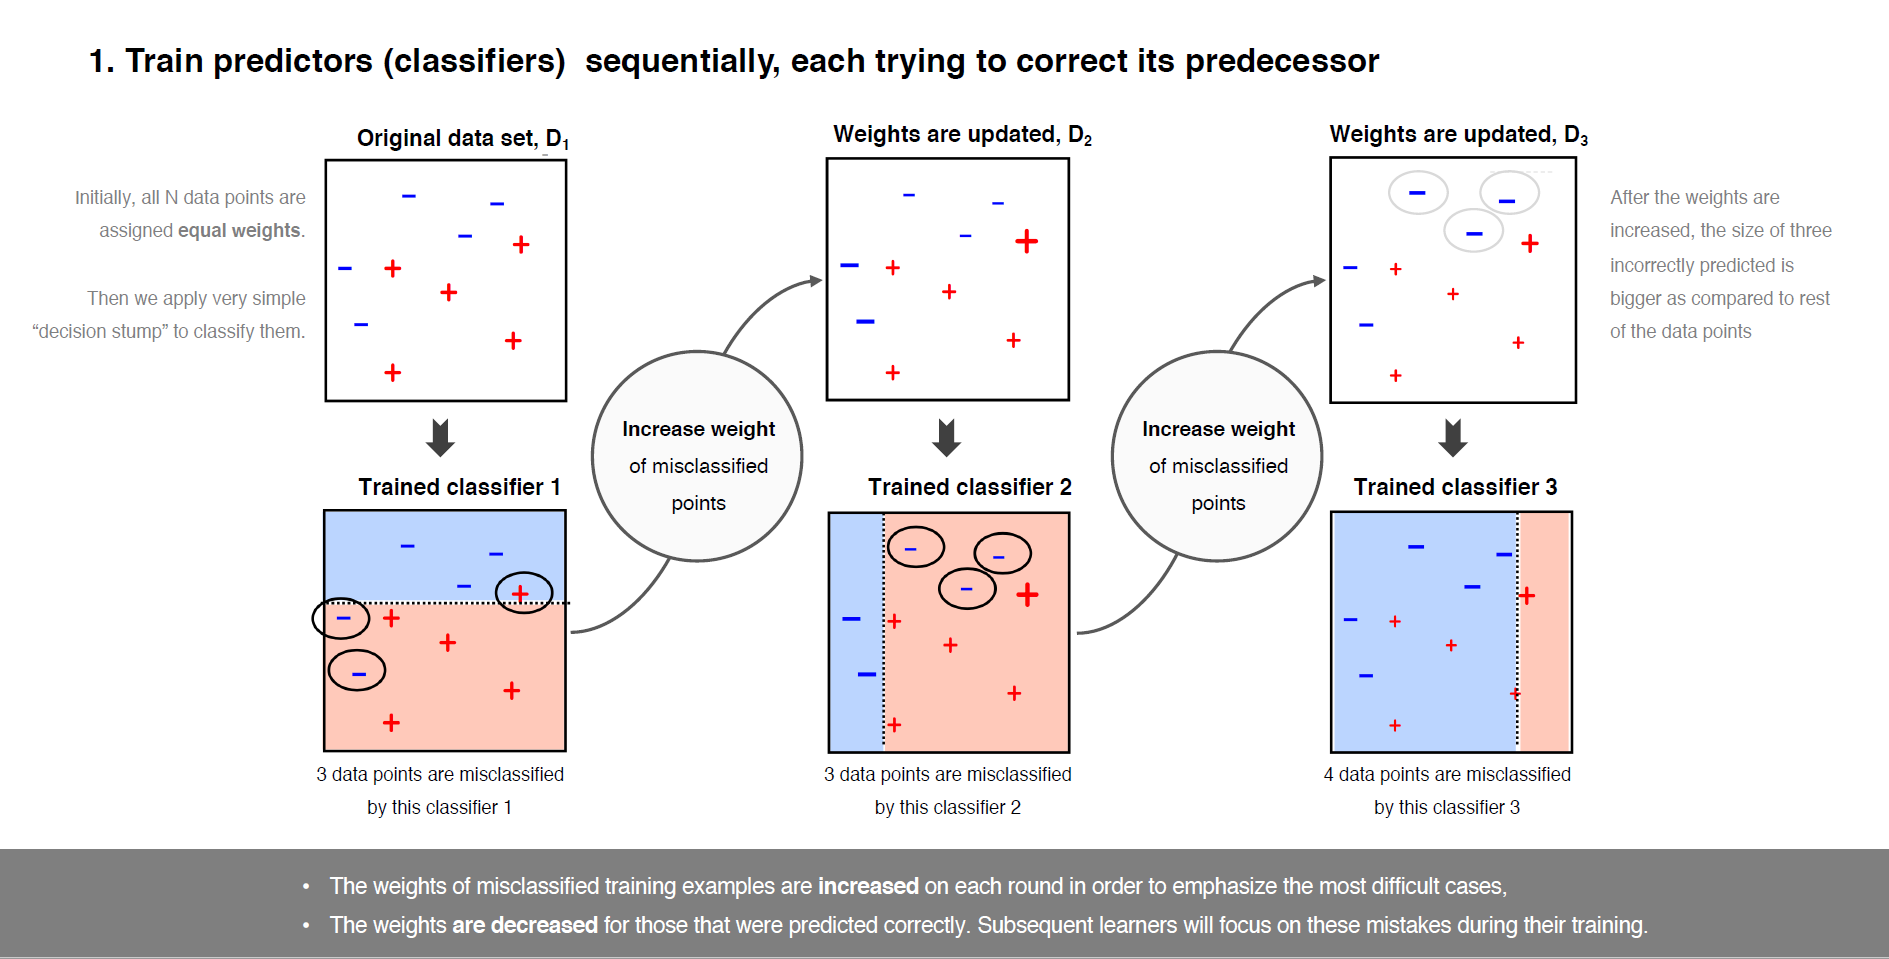 1. Train predictors (classifiers)  sequentially, each trying to correct its predecessor
Original data set, D1
Weights are updated, D2
Weights are updated, D3
Initially, all N data points are
assigned equal weights.
Then we apply very simple
“decision stump” to classify them.
After the weights are
increased, the size of three
incorrectly predicted is
bigger as compared to rest
of the data points
Increase weight
of misclassified
points
Increase weight
of misclassified
points
Trained classifier 1
Trained classifier 2
Trained classifier 3
3 data points are misclassified
by this classifier 1
3 data points are misclassified
by this classifier 2
4 data points are misclassified
by this classifier 3
• The weights of misclassified training examples are increased on each round in order to emphasize the most difficult cases,
• The weights are decreased for those that were predicted correctly. Subsequent learners will focus on these mistakes during their training.